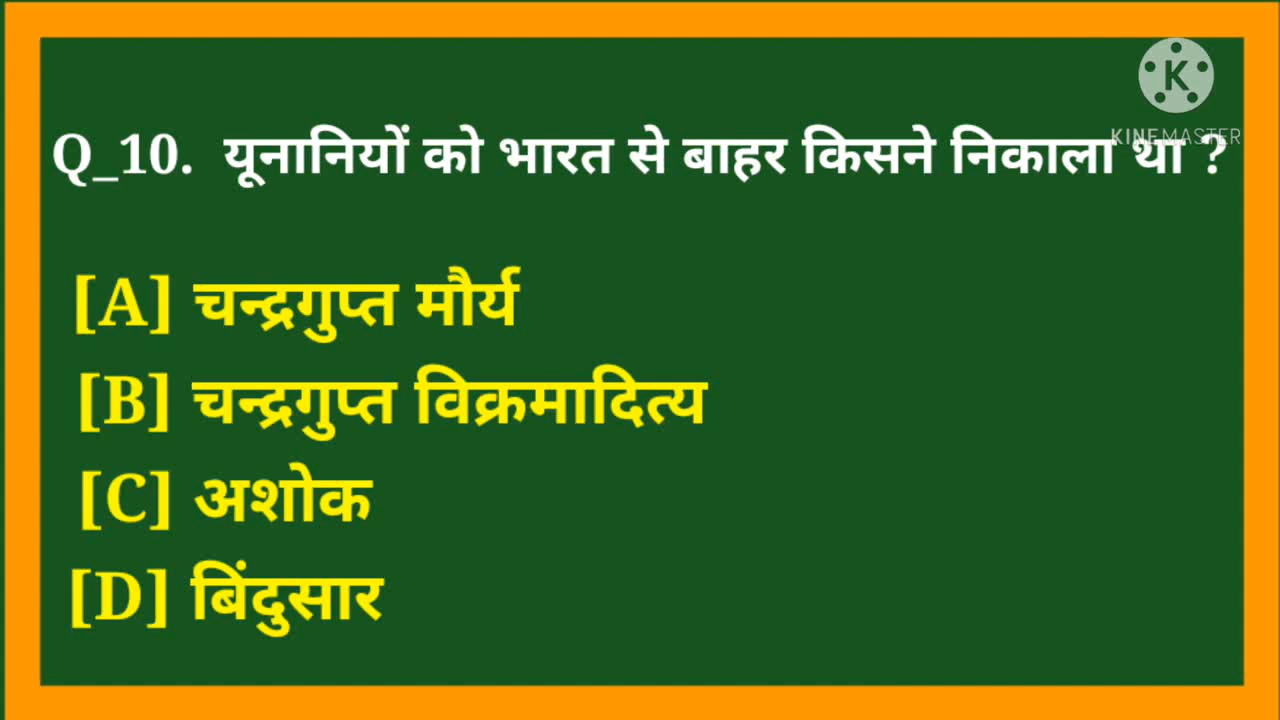 K
KINEMASTER
Q_10. यूनानियों को भारत से बाहर किसने निकाला था ?
[A] चन्द्रगुप्त मौर्य
[B] चन्द्रगुप्त विक्रमादित्य
[C] अशोक
[D] बिंदुसार